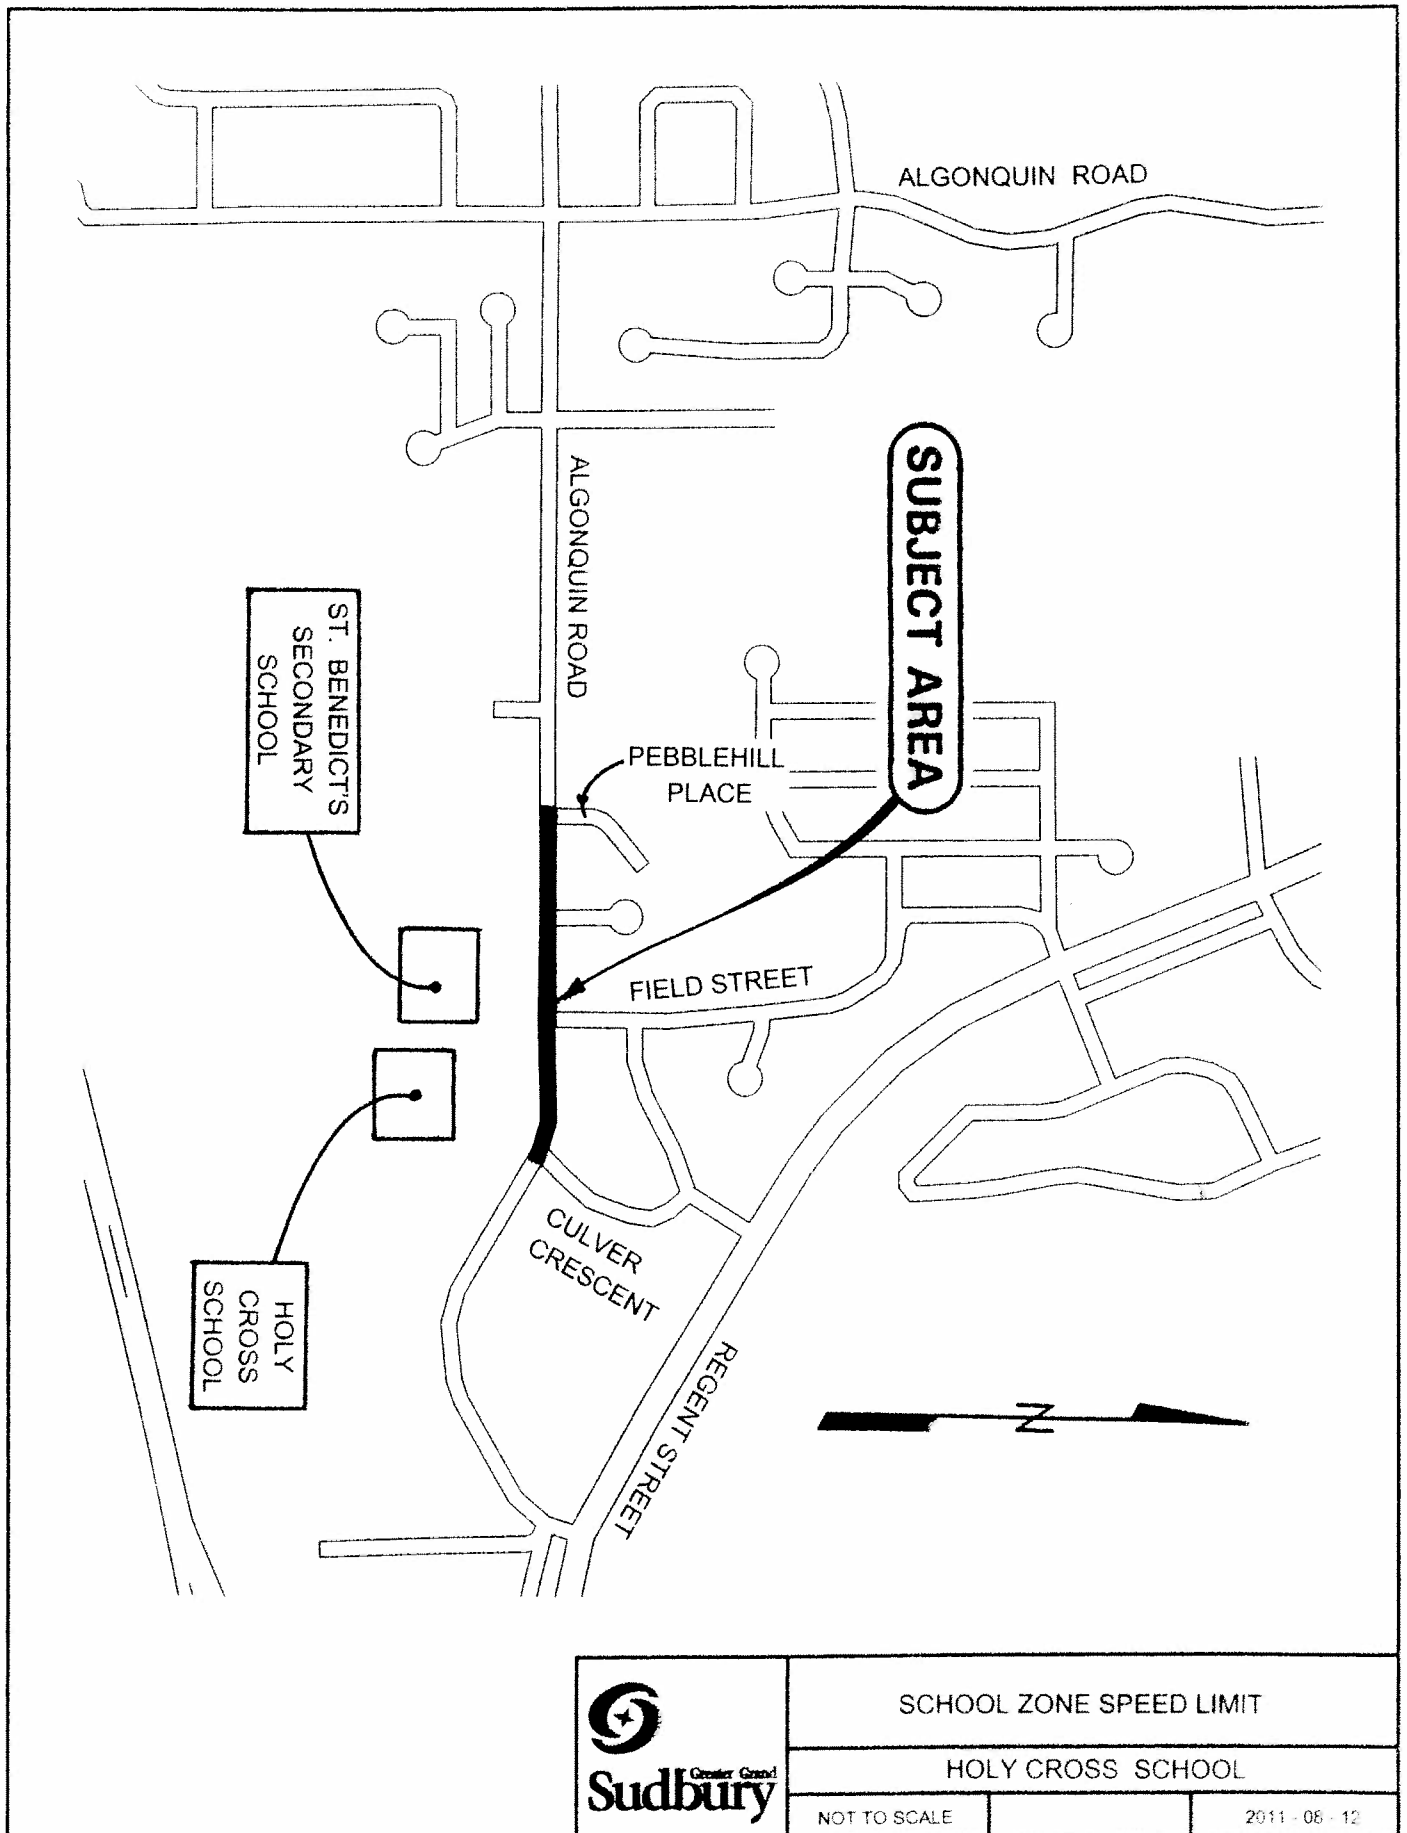 ALGONQUIN ROAD
SUBJECT AREA
ALGONQUIN ROAD
ST. BENEDICT'S
SECONDARY
SCHOOL
PEBBLEHILL
PLACE
FIELD STREET
CULVER
CRESCENT
HOLY
CROSS
SCHOOL
REGENT STREET
N
SCHOOL ZONE SPEED LIMIT
Greater Grand
Sudbury
HOLY CROSS SCHOOL
NOT TO SCALE
2011 - 08 - 12